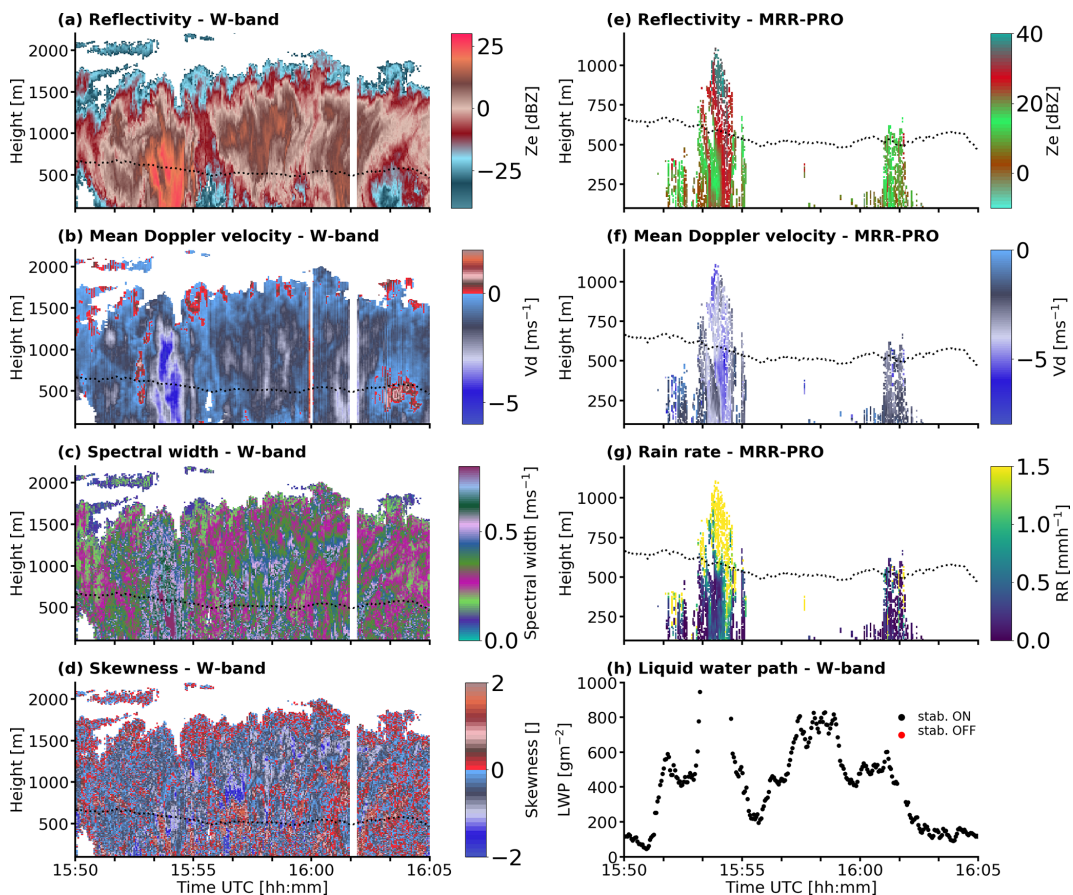 (a) Reflectivity - W-band
Height [m]
2000
1500
1000
500
25
0
−25
Ze [dBZ]
(e) Reflectivity - MRR-PRO
Height [m]
1000
750
500
250
40
20
0
Ze [dBZ]
(b) Mean Doppler velocity - W-band
Height [m]
2000
1500
1000
500
0
−5
Vd [ms⁻¹]
(f) Mean Doppler velocity - MRR-PRO
Height [m]
1000
750
500
250
0
−5
Vd [ms⁻¹]
(c) Spectral width - W-band
Height [m]
2000
1500
1000
500
0.5
0.0
Spectral width [ms⁻¹]
(g) Rain rate - MRR-PRO
Height [m]
1000
750
500
250
1.5
1.0
0.5
0.0
RR [mmh⁻¹]
(d) Skewness - W-band
Height [m]
2000
1500
1000
500
2
0
−2
Skewness []
15:50 15:55 16:00 16:05
Time UTC [hh:mm]
(h) Liquid water path - W-band
LWP [gm⁻²]
1000
800
600
400
200
0
stab. ON
stab. OFF
15:50 15:55 16:00 16:05
Time UTC [hh:mm]